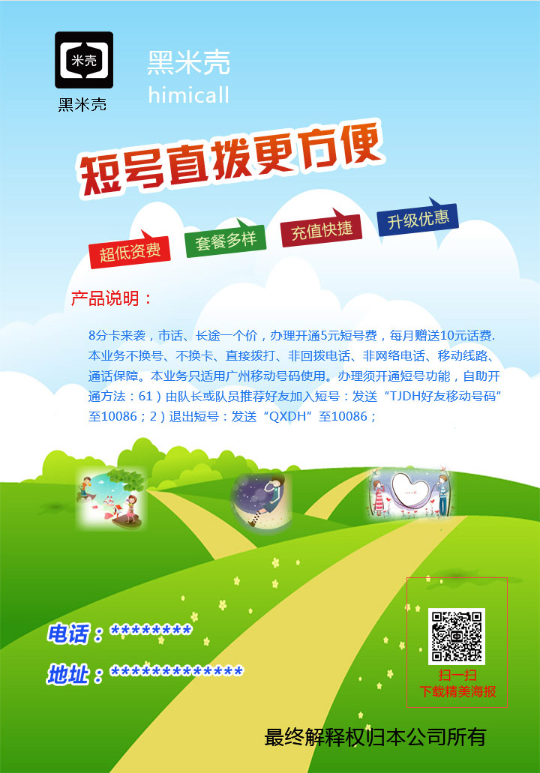 米壳
黑米壳
黑米壳
himicall
短号直拨更方便
超低资费
套餐多样
充值快捷
升级优惠
产品说明：
8分卡来袭，市话、长途一个价，办理开通5元短号费，每月赠送10元话费.
本业务不换号、不换卡、直接拨打、非回拨电话、非网络电话、移动线路、
通话保障。本业务只适用广州移动号码使用。办理须开通短号功能，自助开
通方法：61）由队长或队员推荐好友加入短号：发送“TJDH好友移动号码”
至10086；2）退出短号：发送“QXDH”至10086；
电话：********
地址：*************
扫一扫
下载精美海报
最终解释权归本公司所有